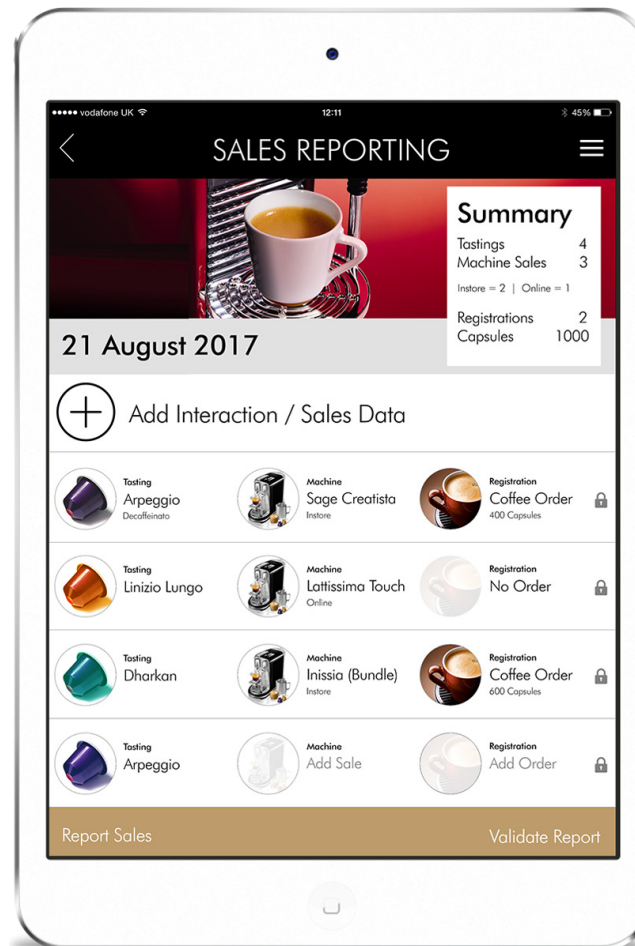 vodafone UK
12:11
45%
SALES REPORTING
Summary
Tastings 4
Machine Sales 3
Instore = 2 | Online = 1
Registrations 2
Capsules 1000
21 August 2017
Add Interaction / Sales Data
Tasting
Arpeggio
Decaffeinato
Machine
Sage Creatista
Instore
Registration
Coffee Order
400 Capsules
Tasting
Linizio Lungo
Machine
Lattissima Touch
Online
Registration
No Order
Tasting
Dharkan
Machine
Inissia (Bundle)
Instore
Registration
Coffee Order
600 Capsules
Tasting
Arpeggio
Machine
Add Sale
Registration
Add Order
Report Sales
Validate Report